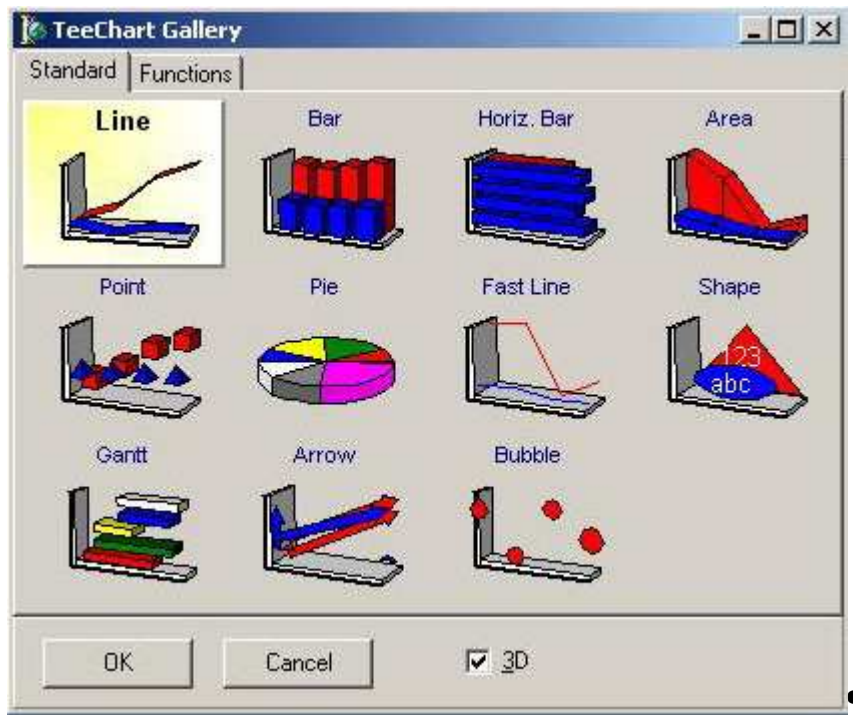 TeeChart Gallery
Standard Functions
Line Bar Horiz. Bar Area
Point Pie Fast Line Shape
123
abc
Gantt Arrow Bubble
OK Cancel 3D